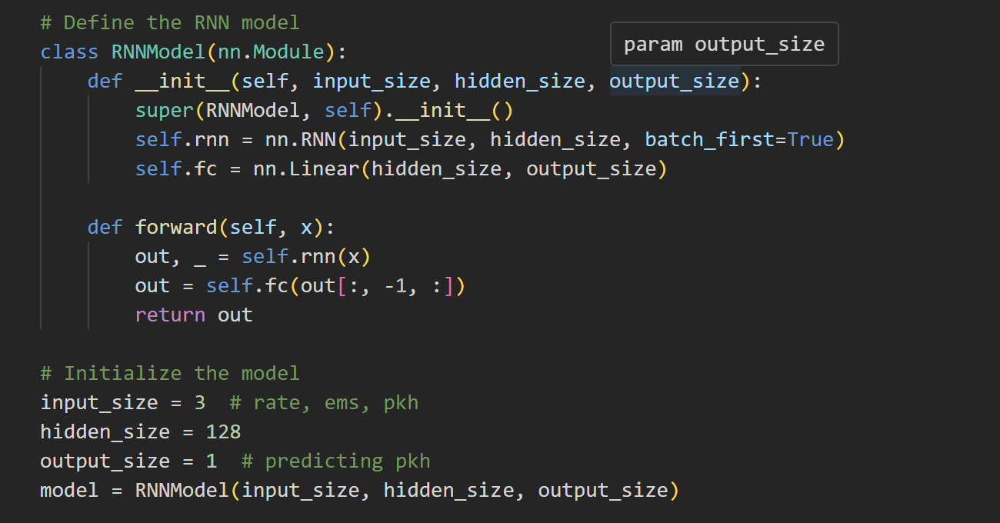 # Define the RNN model
param output_size
class RNNModel(nn.Module):
    def __init__(self, input_size, hidden_size, output_size):
        super(RNNModel, self).__init__()
        self.rnn = nn.RNN(input_size, hidden_size, batch_first=True)
        self.fc = nn.Linear(hidden_size, output_size)
    def forward(self, x):
        out, _ = self.rnn(x)
        out = self.fc(out[:, -1, :])
        return out
# Initialize the model
input_size = 3  # rate, ems, pkh
hidden_size = 128
output_size = 1  # predicting pkh
model = RNNModel(input_size, hidden_size, output_size)